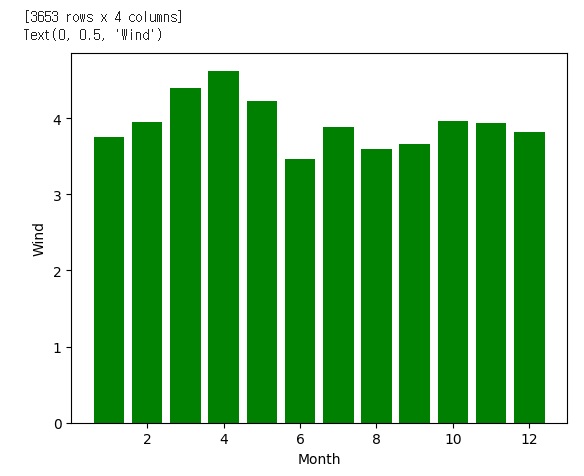 [3653 rows x 4 columns]
Text(0, 0.5, 'Wind')
4
3
2
1
0
Wind
2 4 6 8 10 12
Month